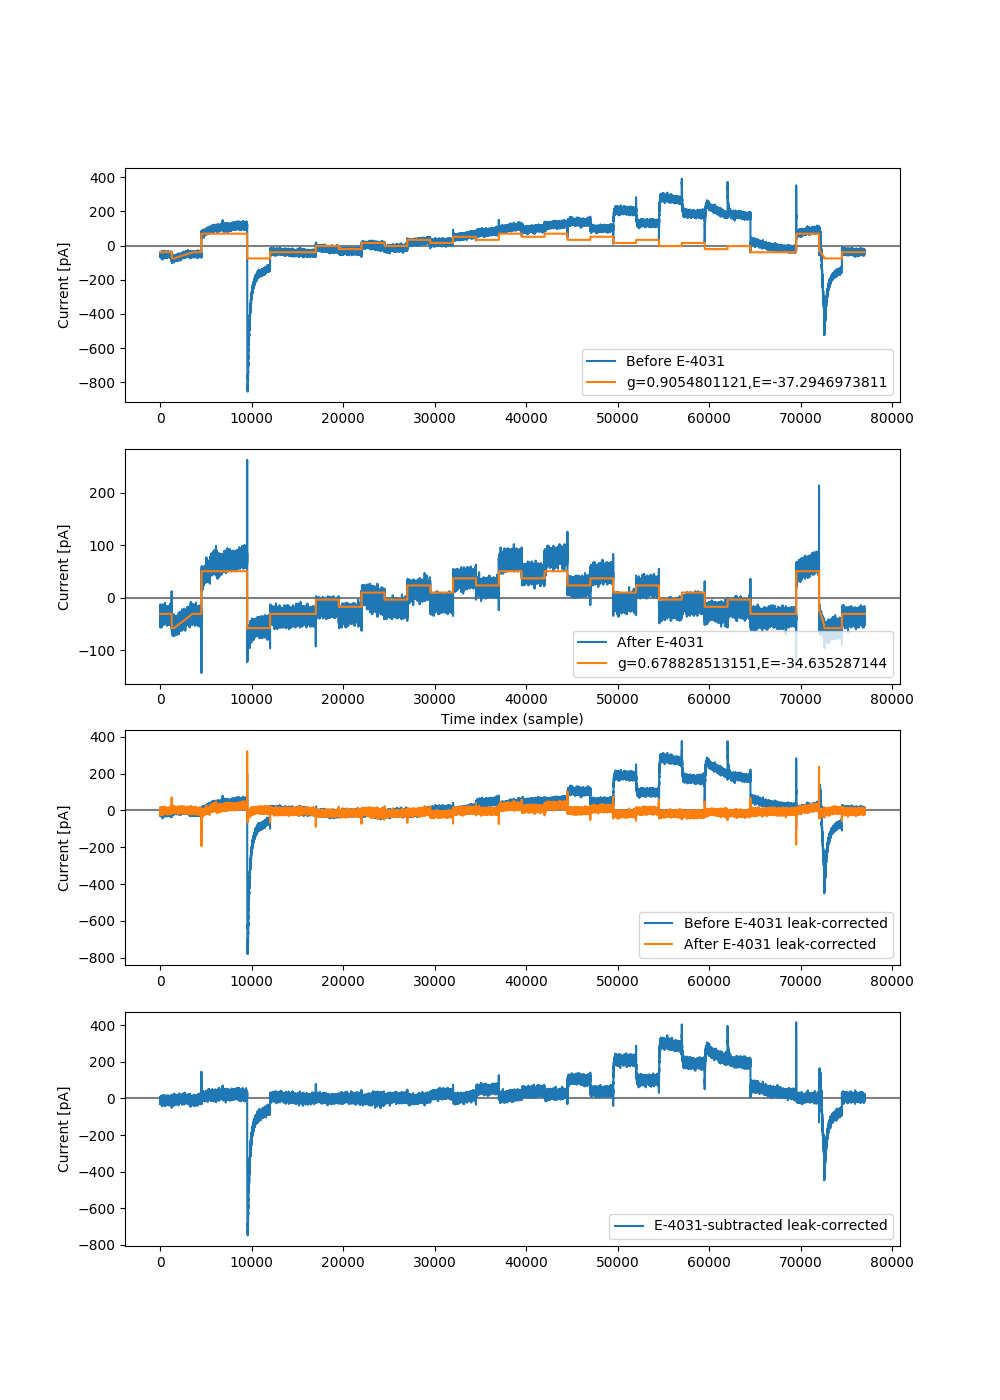 400
200
0
−200
−400
−600
−800
Current [pA]
Before E-4031
g=0.9054801121,E=-37.2946973811
0 10000 20000 30000 40000 50000 60000 70000 80000
200
100
0
−100
Current [pA]
After E-4031
g=0.678828513151,E=-34.635287144
0 10000 20000 30000 40000 50000 60000 70000 80000
Time index (sample)
400
200
0
−200
−400
−600
−800
Current [pA]
Before E-4031 leak-corrected
After E-4031 leak-corrected
0 10000 20000 30000 40000 50000 60000 70000 80000
400
200
0
−200
−400
−600
−800
Current [pA]
E-4031-subtracted leak-corrected
0 10000 20000 30000 40000 50000 60000 70000 80000